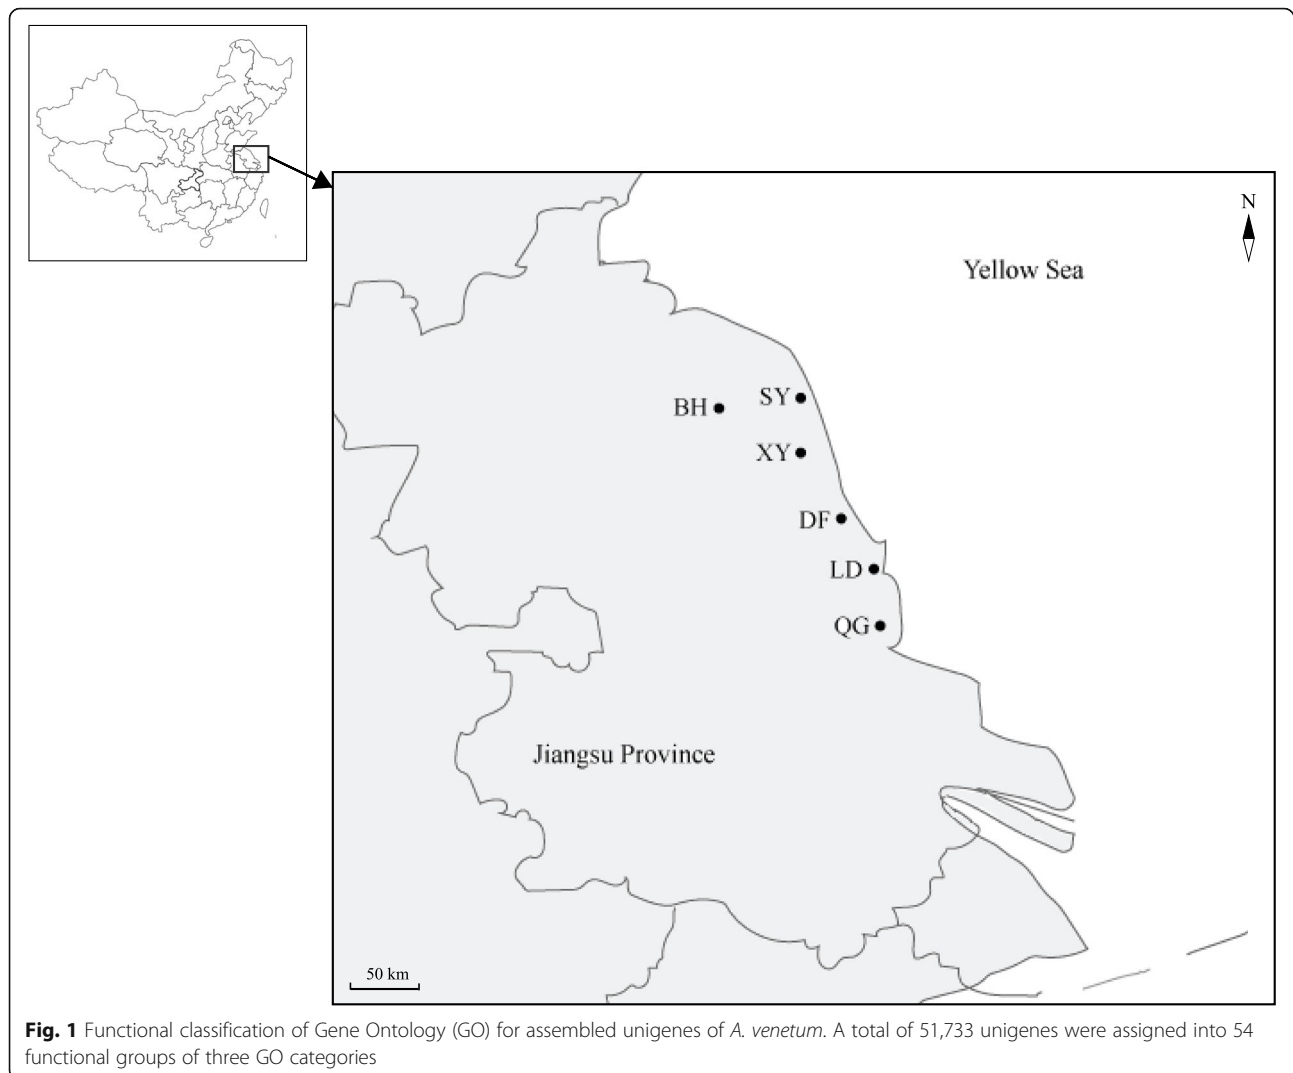 N
Yellow Sea
BH
SY
XY
DF
LD
QG
Jiangsu Province
50 km
Fig. 1 Functional classification of Gene Ontology (GO) for assembled unigenes of A. venetum. A total of 51,733 unigenes were assigned into 54
functional groups of three GO categories